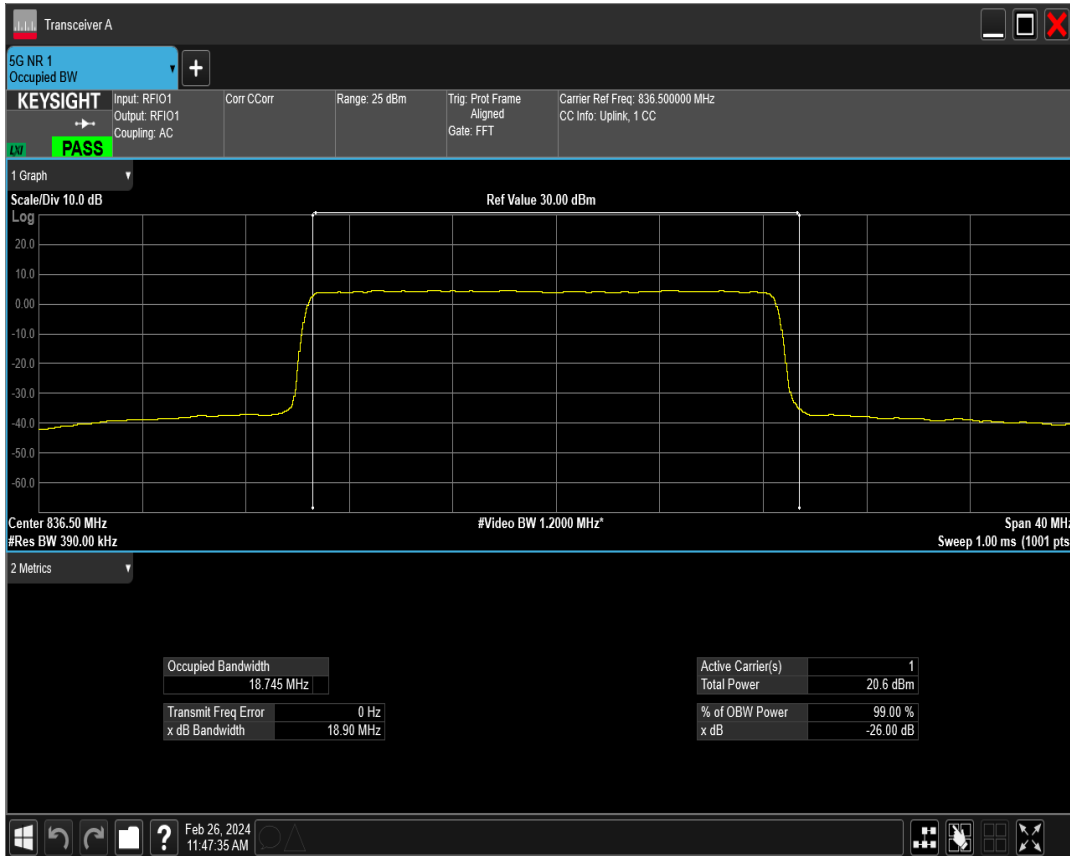 Transceiver A
5G NR 1
Occupied BW
KEYSIGHT
Input: RFIO1
Output: RFIO1
Coupling: AC
Corr CCorr
Range: 25 dBm
Trig: Prot Frame
Aligned
Gate: FFT
Carrier Ref Freq: 836.500000 MHz
CC Info: Uplink, 1 CC
LXI
PASS
1 Graph
Scale/Div 10.0 dB
Ref Value 30.00 dBm
Log
20.0
10.0
0.00
-10.0
-20.0
-30.0
-40.0
-50.0
-60.0
Center 836.50 MHz
#Video BW 1.2000 MHz*
Span 40 MHz
#Res BW 390.00 kHz
Sweep 1.00 ms (1001 pts
2 Metrics
Occupied Bandwidth
18.745 MHz
Transmit Freq Error 0 Hz
x dB Bandwidth 18.90 MHz
Active Carrier(s) 1
Total Power 20.6 dBm
% of OBW Power 99.00 %
x dB -26.00 dB
?
Feb 26, 2024
11:47:35 AM